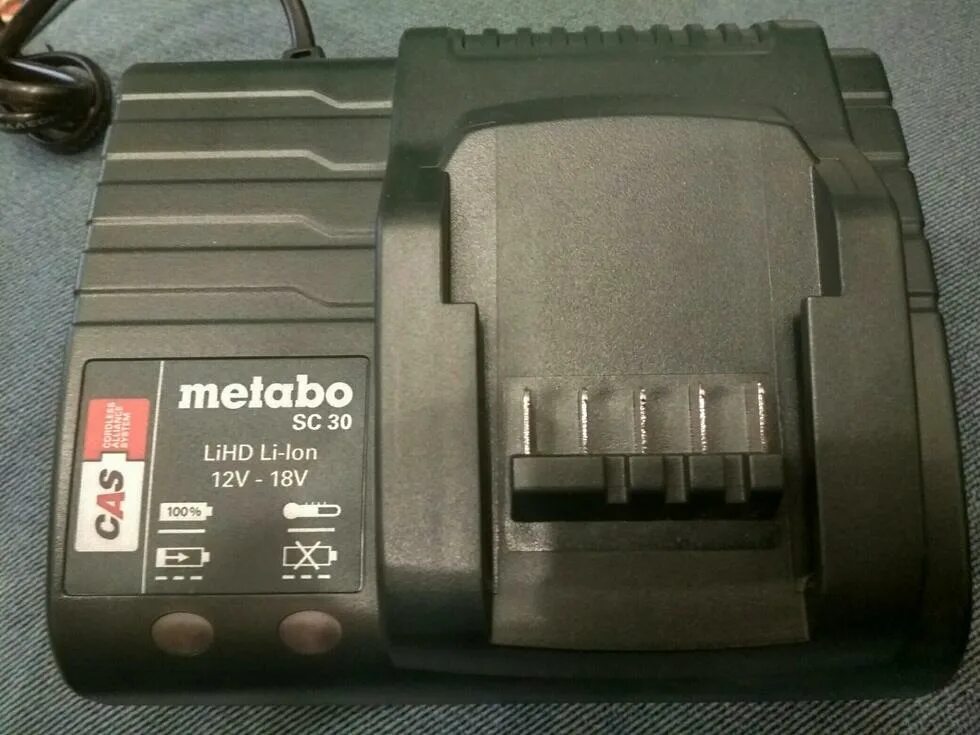 metabo
SC 30
LiHD Li-Ion
12V - 18V
100%
CAS
CORDLESS
ALLIANCE
SYSTEM